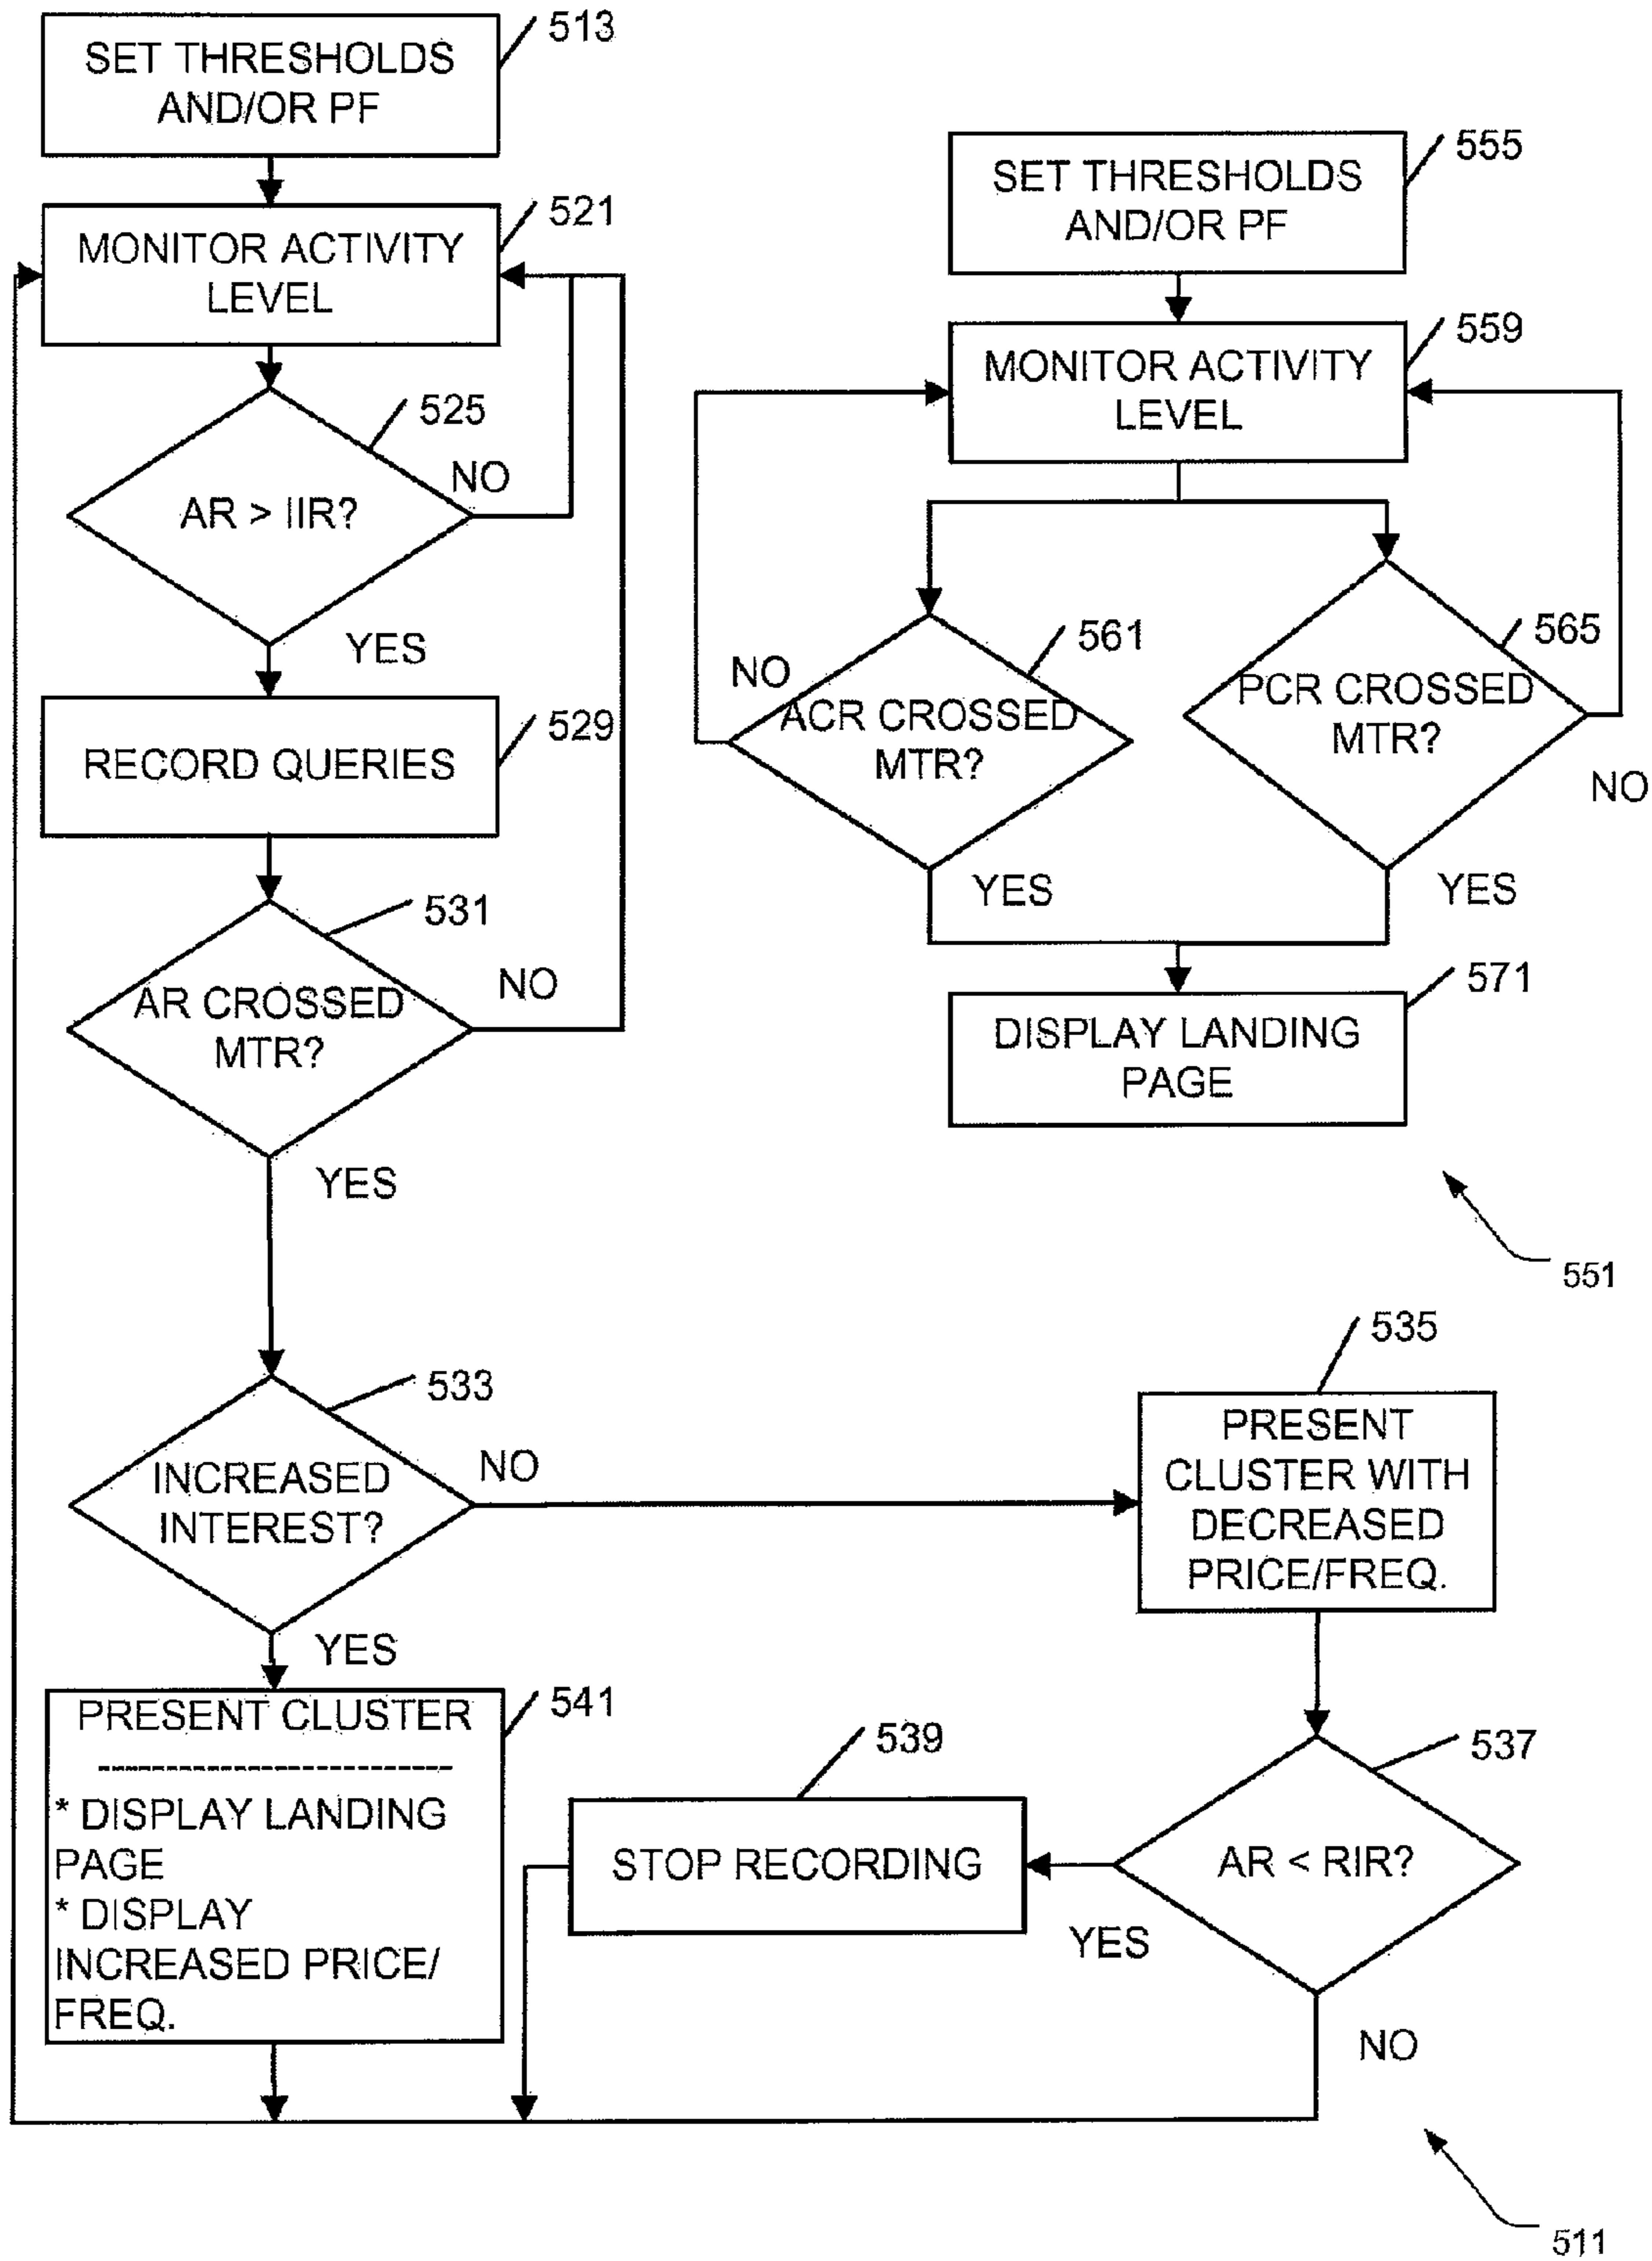 513
SET THRESHOLDS
AND/OR PF
521
MONITOR ACTIVITY
LEVEL
525
NO
AR > IIR?
YES
529
RECORD QUERIES
531
NO
AR CROSSED
MTR?
YES
533
NO
INCREASED
INTEREST?
YES
541
PRESENT CLUSTER
------------------------------
* DISPLAY LANDING
PAGE
* DISPLAY
INCREASED PRICE/
FREQ.
555
SET THRESHOLDS
AND/OR PF
559
MONITOR ACTIVITY
LEVEL
561
NO
ACR CROSSED
MTR?
YES
565
PCR CROSSED
MTR?
NO
YES
571
DISPLAY LANDING
PAGE
551
535
PRESENT
CLUSTER WITH
DECREASED
PRICE/FREQ.
537
AR < RIR?
YES
NO
539
STOP RECORDING
511